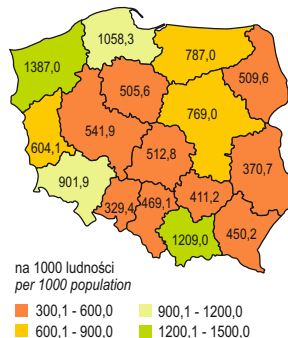 1058,3
787,0
1387,0
509,6
505,6
769,0
541,9
604,1
512,8
370,7
901,9
411,2
469,1
329,4
1209,0
450,2
na 1000 ludności
per 1000 population
300,1 - 600,0
900,1 - 1200,0
600,1 - 900,0
1200,1 - 1500,0